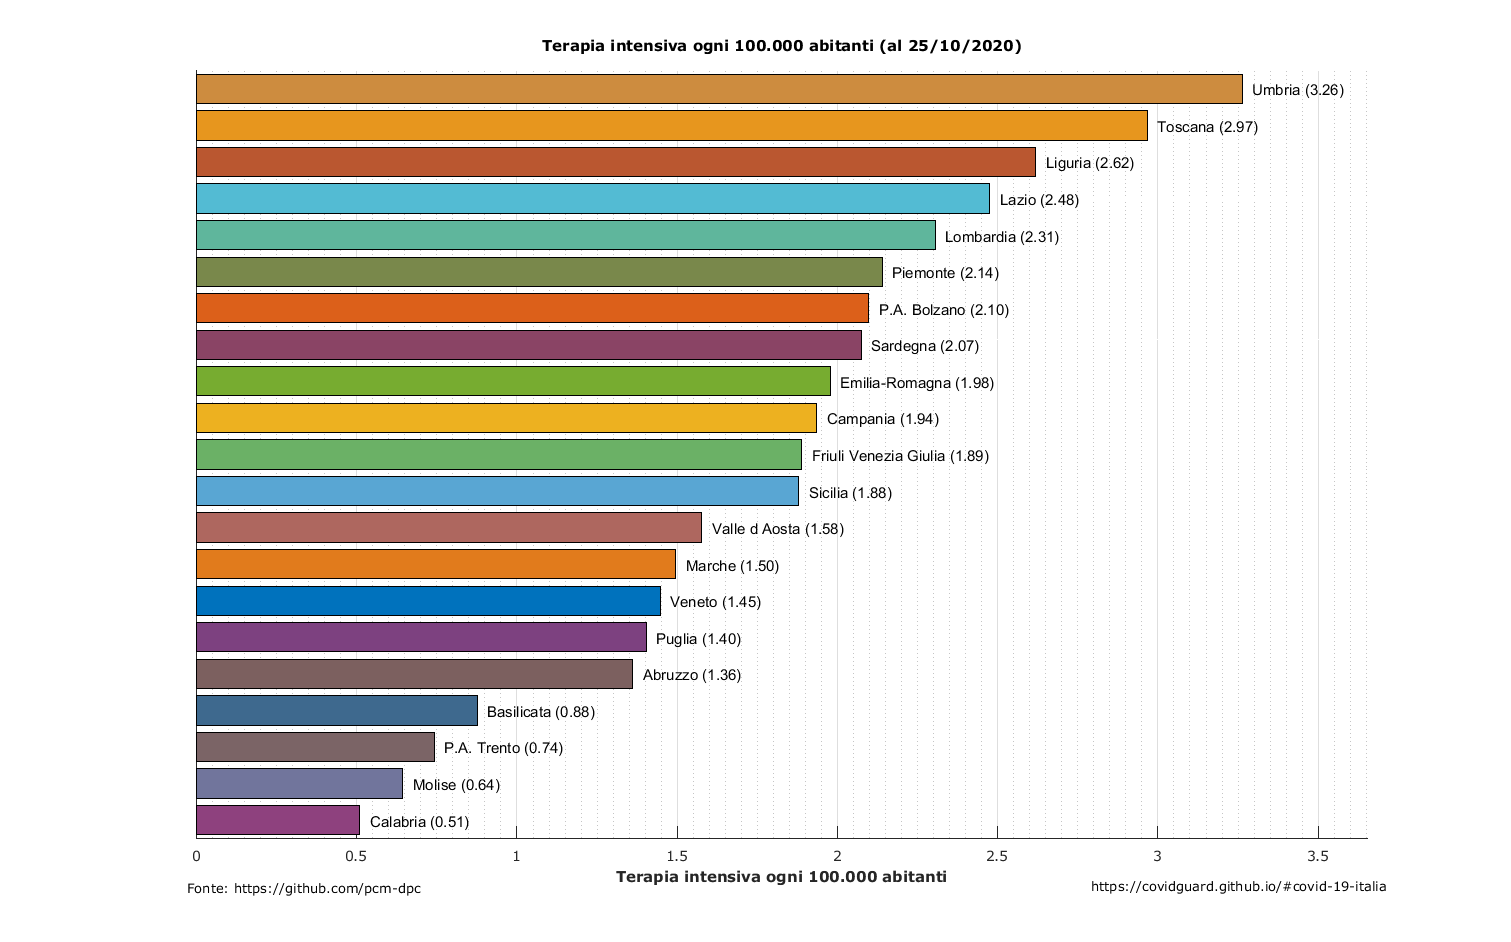 Terapia intensiva ogni 100.000 abitanti (al 25/10/2020)
Umbria (3.26)
Toscana (2.97)
Liguria (2.62)
Lazio (2.48)
Lombardia (2.31)
Piemonte (2.14)
P.A. Bolzano (2.10)
Sardegna (2.07)
Emilia-Romagna (1.98)
Campania (1.94)
Friuli Venezia Giulia (1.89)
Sicilia (1.88)
Valle d Aosta (1.58)
Marche (1.50)
Veneto (1.45)
Puglia (1.40)
Abruzzo (1.36)
Basilicata (0.88)
P.A. Trento (0.74)
Molise (0.64)
Calabria (0.51)
0 0.5 1 1.5 2 2.5 3 3.5
Terapia intensiva ogni 100.000 abitanti
Fonte: https://github.com/pcm-dpc
https://covidguard.github.io/#covid-19-italia